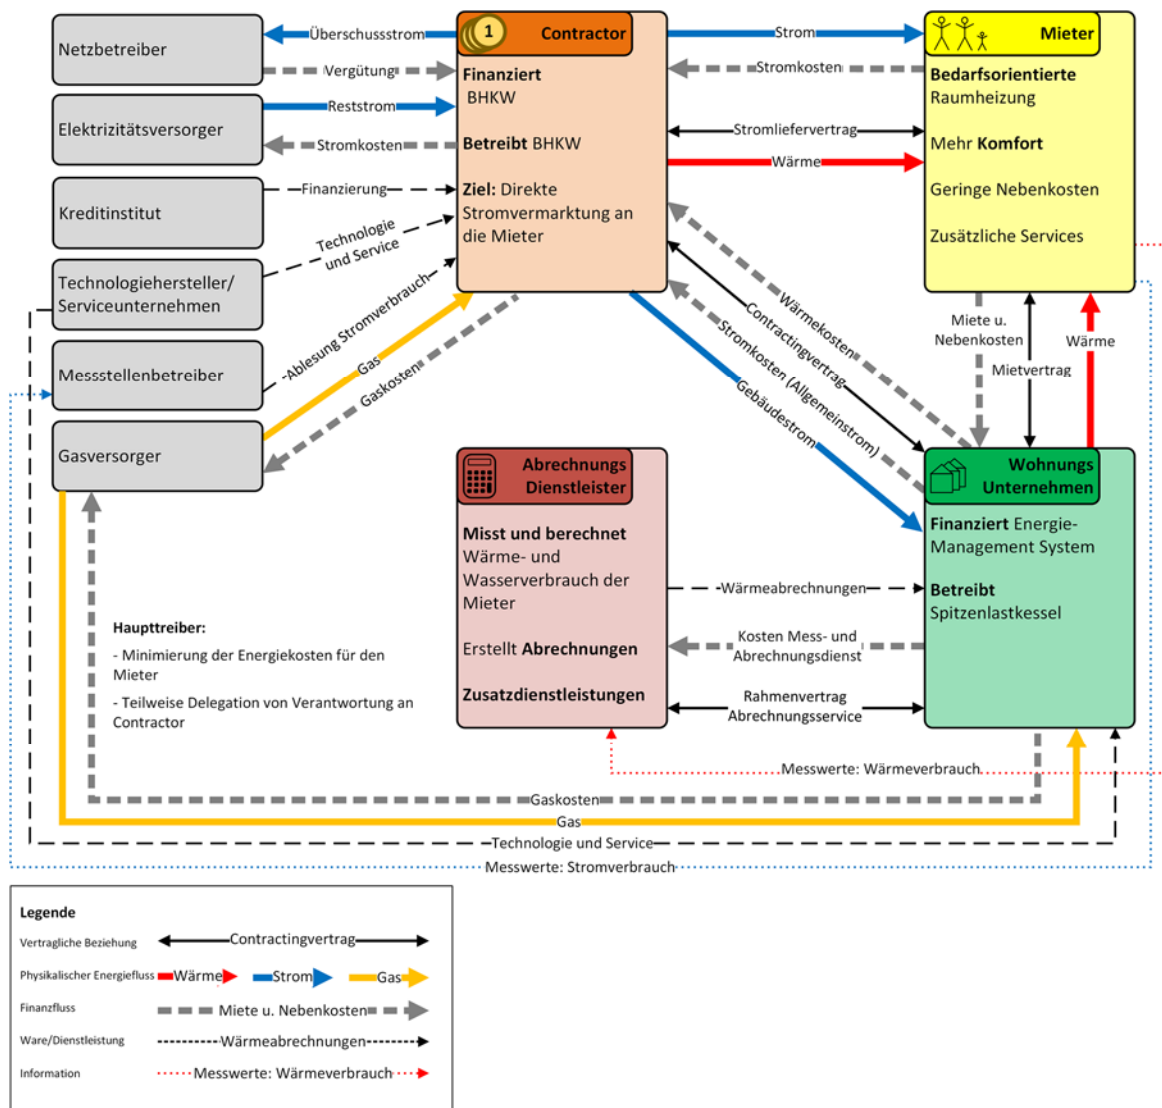 Netzbetreiber
Elektrizitätsversorger
Kreditinstitut
Technologiehersteller/
Serviceunternehmen
Messstellenbetreiber
Gasversorger
Überschussstrom
Vergütung
Reststrom
Stromkosten
Finanzierung
Technologie
und Service
Ablesung Stromverbrauch
Gas
Gaskosten
1
Contractor
Finanziert
BHKW
Betreibt BHKW
Ziel: Direkte
Stromvermarktung an
die Mieter
Strom
Stromkosten
Stromliefervertrag
Wärme
Mieter
Bedarfsorientierte
Raumheizung
Mehr Komfort
Geringe Nebenkosten
Zusätzliche Services
Wärmekosten
Contractingvertrag
Stromkosten (Allgemeinstrom)
Gebäudestrom
Miete u.
Nebenkosten
Mietvertrag
Wärme
Abrechnungs
Dienstleister
Misst und berechnet
Wärme- und
Wasserverbrauch der
Mieter
Erstellt Abrechnungen
Zusatzdienstleistungen
Wärmeabrechnungen
Kosten Mess- und
Abrechnungsdienst
Rahmenvertrag
Abrechnungsservice
Wohnungs
Unternehmen
Finanziert Energie-
Management System
Betreibt
Spitzenlastkessel
Haupttreiber:
- Minimierung der Energiekosten für den
Mieter
- Teilweise Delegation von Verantwortung an
Contractor
Messwerte: Wärmeverbrauch
Gaskosten
Gas
Technologie und Service
Messwerte: Stromverbrauch
Legende
Vertragliche Beziehung
Contractingvertrag
Physikalischer Energiefluss
Wärme
Strom
Gas
Finanzfluss
Miete u. Nebenkosten
Ware/Dienstleistung
Wärmeabrechnungen
Information
Messwerte: Wärmeverbrauch